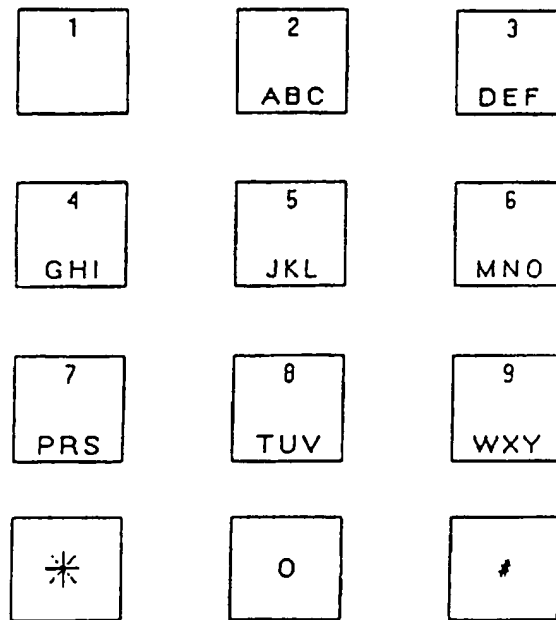 1 2 3
ABC DEF
4 5 6
GHI JKL MNO
7 8 9
PRS TUV WXY
* 0 #